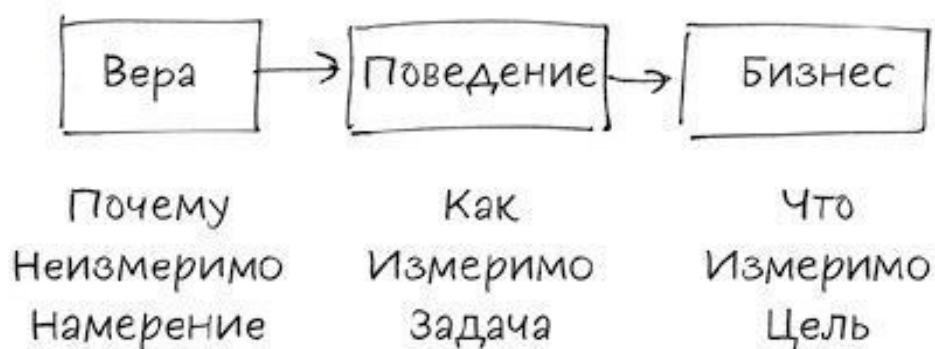 Вера Поведение Бизнес
Почему Как Что
Неизмеримо Измеримо Измеримо
Намерение Задача Цель